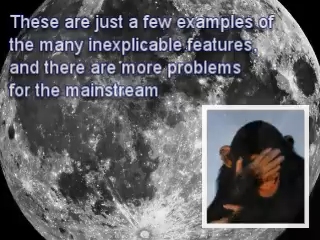 These are just a few examples of
the many inexplicable features,
and there are more problems
for the mainstream